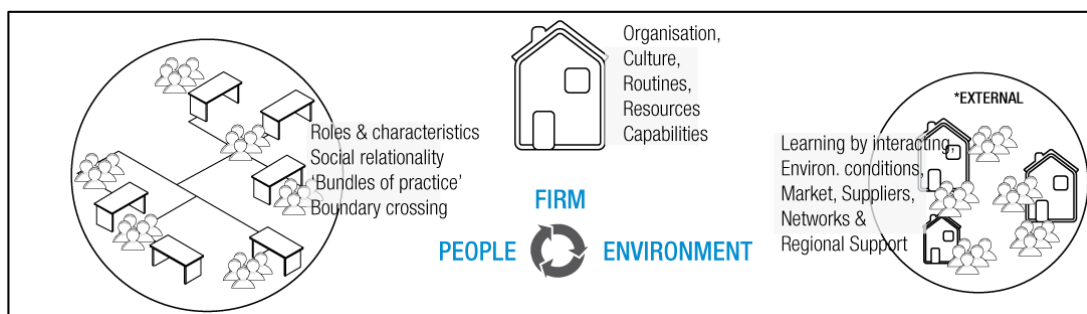 Roles & characteristics
Social relationality
‘Bundles of practice’
Boundary crossing
Organisation,
Culture,
Routines,
Resources
Capabilities
FIRM
PEOPLE
ENVIRONMENT
*EXTERNAL
Learning by interacting,
Environ. conditions,
Market, Suppliers,
Networks &
Regional Support